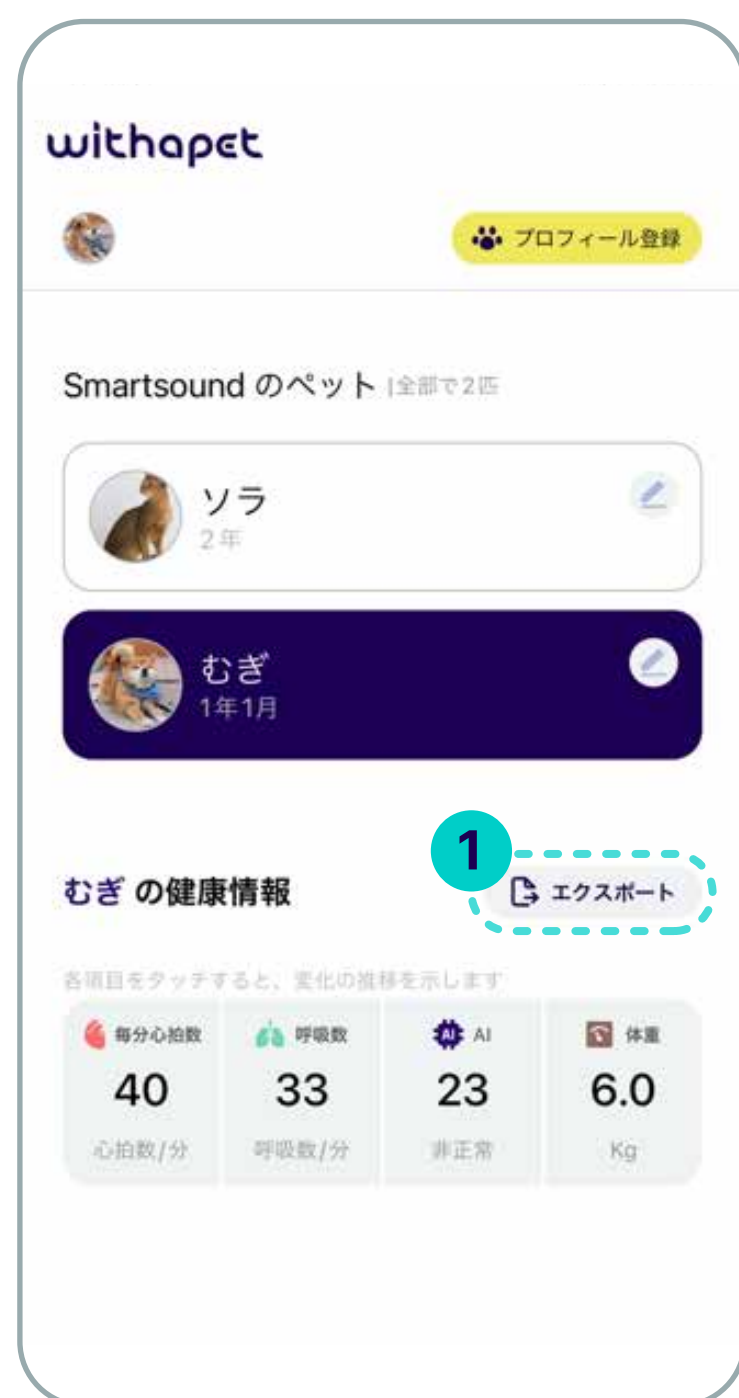 withapet
プロフィール登録
Smartsound のペット |全部で2匹
ソラ
2年
むぎ
1年1月
1
むぎ の健康情報
エクスポート
各項目をタッチすると、変化の推移を示します
毎分心拍数 呼吸数 AI AI 体重
40 33 23 6.0
心拍数/分 呼吸数/分 非正常 Kg